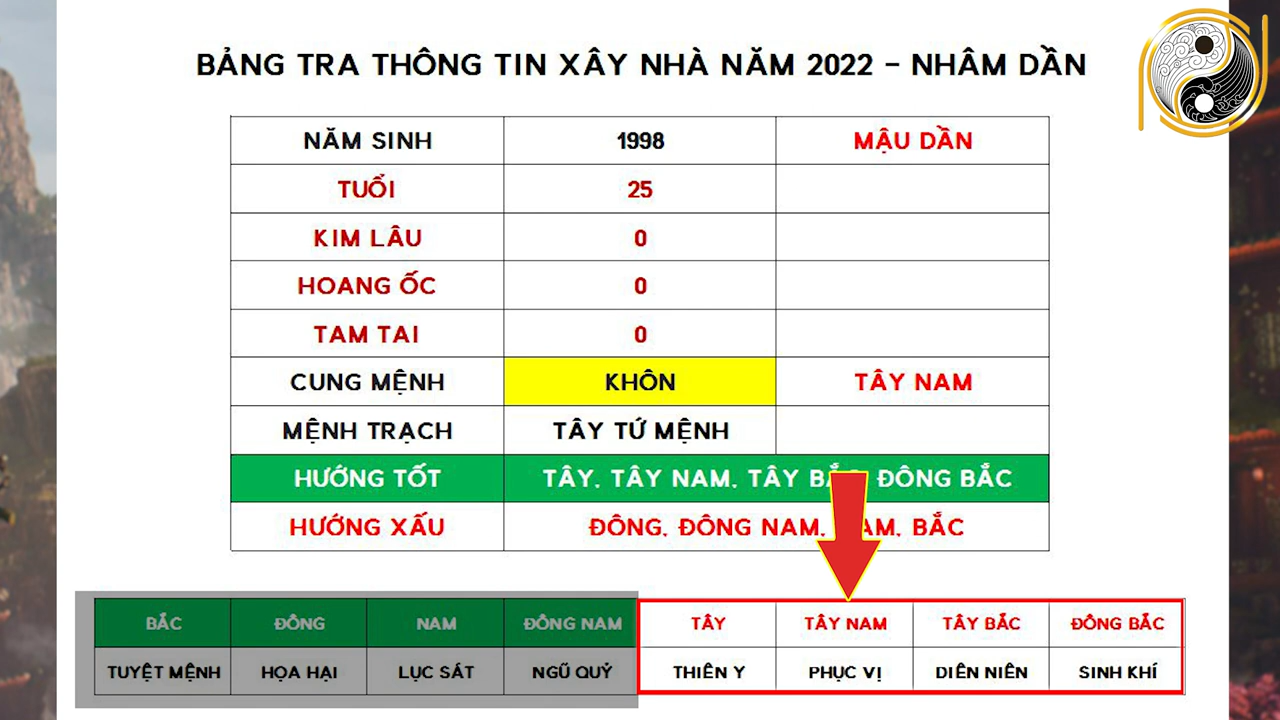 BẢNG TRA THÔNG TIN XÂY NHÀ NĂM 2022 - NHÂM DẦN
NĂM SINH 1998 MẬU DẦN
TUỔI 25
KIM LÂU 0
HOANG ỐC 0
TAM TAI 0
CUNG MỆNH KHÔN TÂY NAM
MỆNH TRẠCH TÂY TỨ MỆNH
HƯỚNG TỐT TÂY, TÂY NAM, TÂY BẮC, ĐÔNG BẮC
HƯỚNG XẤU ĐÔNG, ĐÔNG NAM, NAM, BẮC
BẮC ĐÔNG NAM ĐÔNG NAM TÂY TÂY NAM TÂY BẮC ĐÔNG BẮC
TUYỆT MỆNH HỌA HẠI LỤC SÁT NGŨ QUỶ THIÊN Y PHỤC VỊ DIÊN NIÊN SINH KHÍ